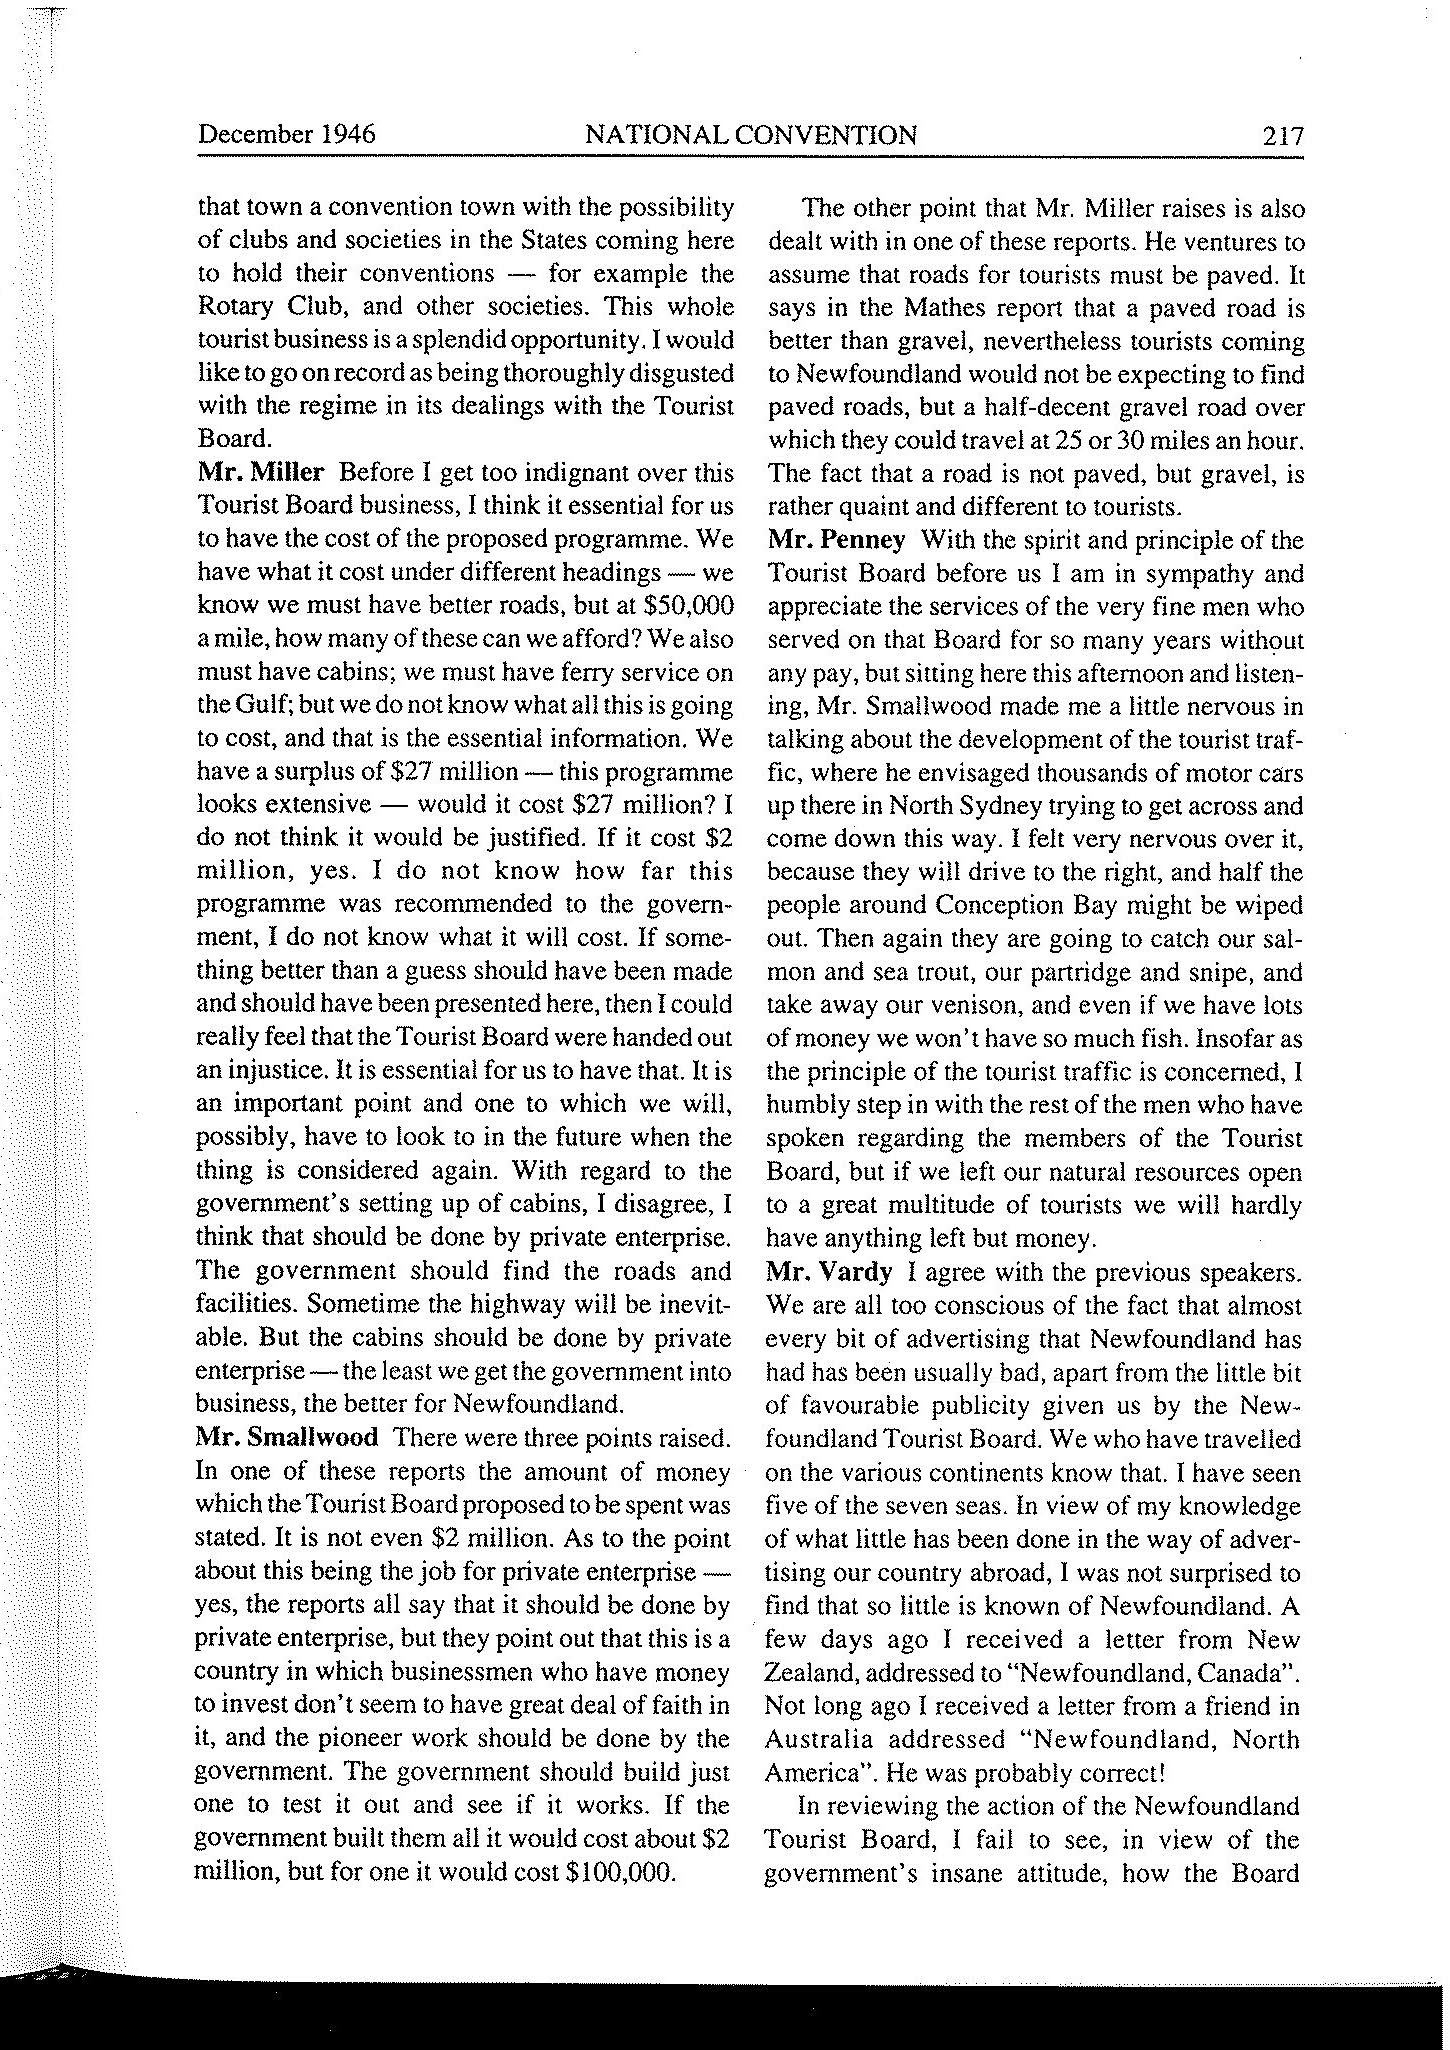 December 1946 NATIONAL CONVENTION 217
that town a convention town with the possibility
of clubs and societies in the States coming here
to hold their conventions — for example the
Rotary Club, and other societies. This whole
tourist business is a splendid opportunity. I would
like to go on record as being thoroughly disgusted
with the regime in its dealings with the Tourist
Board.
Mr. Miller Before I get too indignant over this
Tourist Board business, I think it essential for us
to have the cost of the proposed programme. We
have what it cost under different headings — we
know we must have better roads, but at $50,000
a mile, how many of these can we afford? We also
must have cabins; we must have ferry service on
the Gulf; but we do not know what all this is going
to cost, and that is the essential information. We
have a surplus of $27 million — this programme
looks extensive — would it cost $27 million? I
do not think it would be justified. If it cost $2
million, yes. I do not know how far this
programme was recommended to the govern-
ment, I do not know what it will cost. If some-
thing better than a guess should have been made
and should have been presented here, then I could
really feel that the Tourist Board were handed out
an injustice. It is essential for us to have that. It is
an important point and one to which we will,
possibly, have to look to in the future when the
thing is considered again. With regard to the
government's setting up of cabins, I disagree, I
think that should be done by private enterprise.
The government should find the roads and
facilities. Sometime the highway will be inevit-
able. But the cabins should be done by private
enterprise — the least we get the government into
business, the better for Newfoundland.
Mr. Smallwood There were three points raised.
In one of these reports the amount of money
which the Tourist Board proposed to be spent was
stated. It is not even $2 million. As to the point
about this being the job for private enterprise —
yes, the reports all say that it should be done by
private enterprise, but they point out that this is a
country in which businessmen who have money
to invest don't seem to have great deal of faith in
it, and the pioneer work should be done by the
government. The government should build just
one to test it out and see if it works. If the
government built them all it would cost about $2
million, but for one it would cost $100,000.
The other point that Mr. Miller raises is also
dealt with in one of these reports. He ventures to
assume that roads for tourists must be paved. It
says in the Mathes report that a paved road is
better than gravel, nevertheless tourists coming
to Newfoundland would not be expecting to find
paved roads, but a half-decent gravel road over
which they could travel at 25 or 30 miles an hour.
The fact that a road is not paved, but gravel, is
rather quaint and different to tourists.
Mr. Penney With the spirit and principle of the
Tourist Board before us I am in sympathy and
appreciate the services of the very fine men who
served on that Board for so many years without
any pay, but sitting here this afternoon and listen-
ing, Mr. Smallwood made me a little nervous in
talking about the development of the tourist traf-
fic, where he envisaged thousands of motor cars
up there in North Sydney trying to get across and
come down this way. I felt very nervous over it,
because they will drive to the right, and half the
people around Conception Bay might be wiped
out. Then again they are going to catch our sal-
mon and sea trout, our partridge and snipe, and
take away our venison, and even if we have lots
of money we won't have so much fish. Insofar as
the principle of the tourist traffic is concerned, I
humbly step in with the rest of the men who have
spoken regarding the members of the Tourist
Board, but if we left our natural resources open
to a great multitude of tourists we will hardly
have anything left but money.
Mr. Vardy I agree with the previous speakers.
We are all too conscious of the fact that almost
every bit of advertising that Newfoundland has
had has been usually bad, apart from the little bit
of favourable publicity given us by the New-
foundland Tourist Board. We who have travelled
on the various continents know that. I have seen
five of the seven seas. In view of my knowledge
of what little has been done in the way of adver-
tising our country abroad, I was not surprised to
find that so little is known of Newfoundland. A
few days ago I received a letter from New
Zealand, addressed to "Newfoundland, Canada".
Not long ago I received a letter from a friend in
Australia addressed "Newfoundland, North
America". He was probably correct!
In reviewing the action of the Newfoundland
Tourist Board, I fail to see, in view of the
government's insane attitude, how the Board